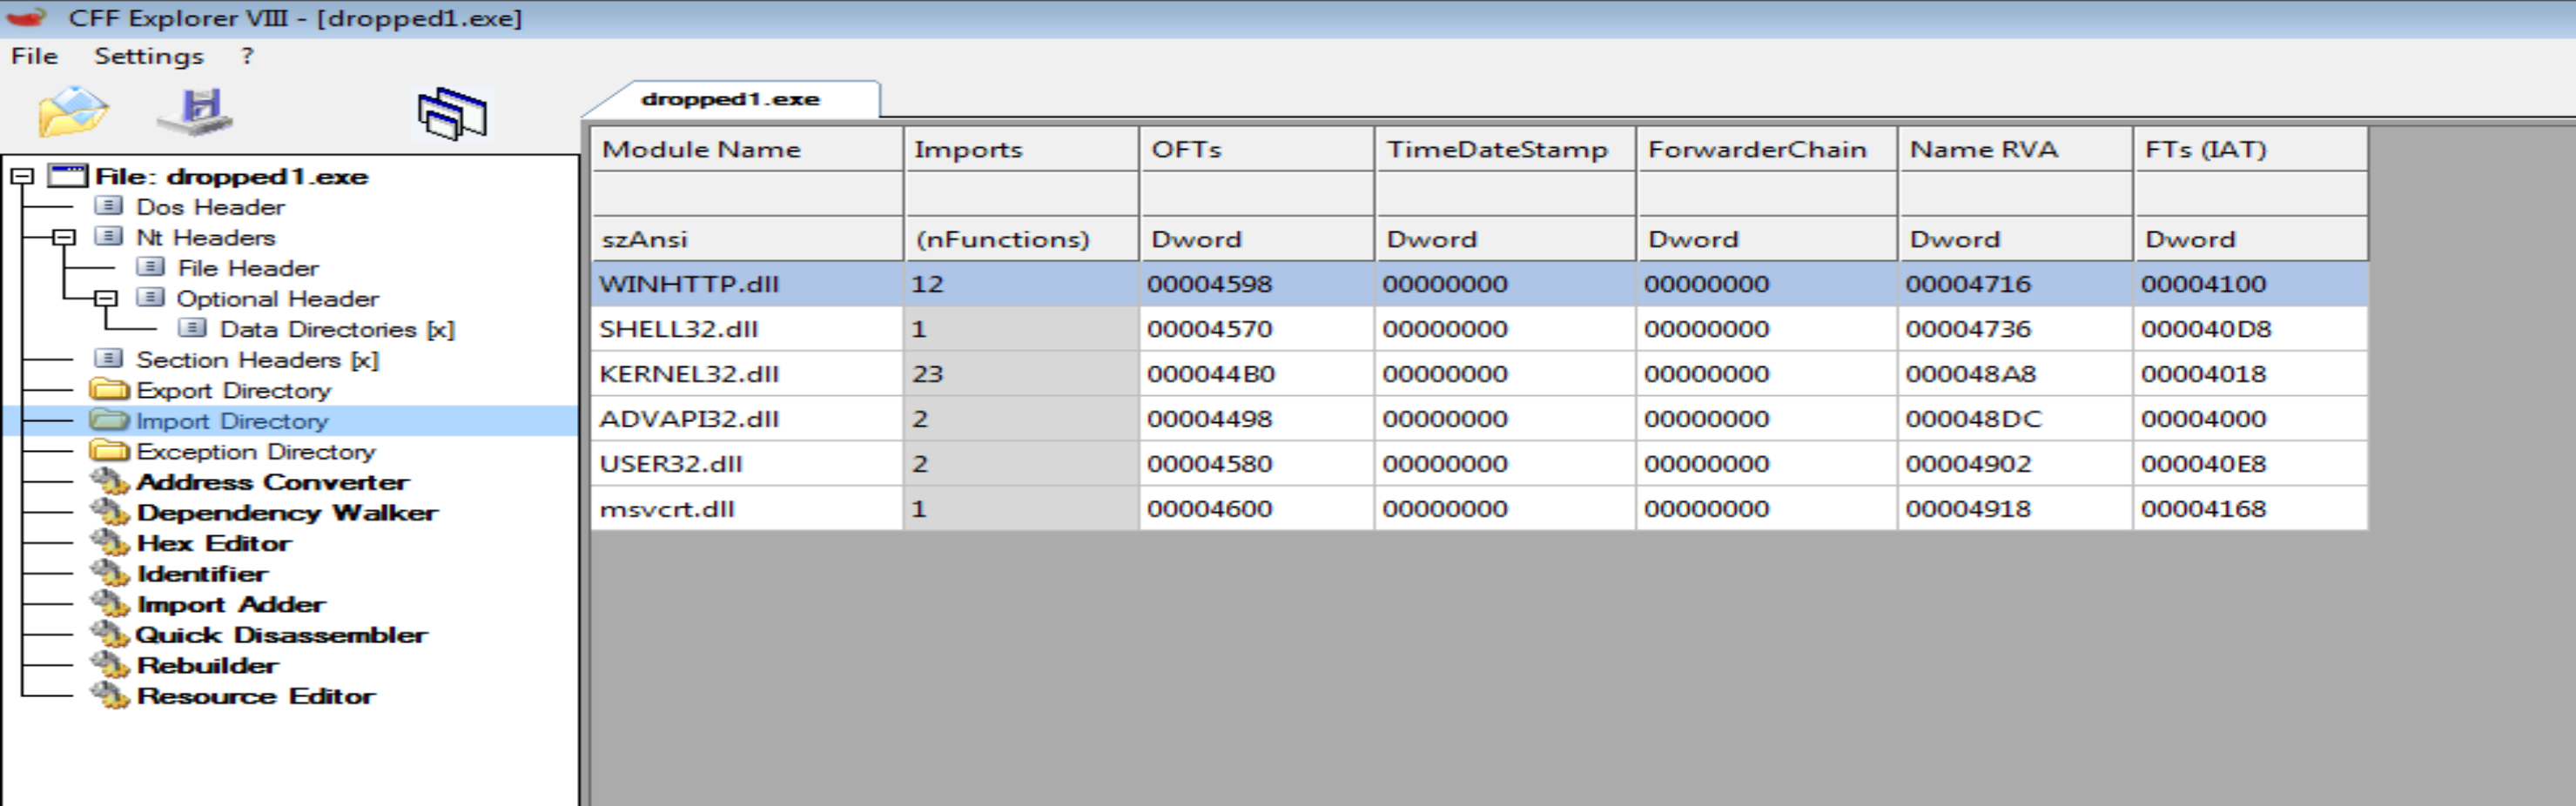 CFF Explorer VIII - [dropped1.exe]
File Settings ?
dropped1.exe
File: dropped1.exe
Dos Header
Nt Headers
File Header
Optional Header
Data Directories [x]
Section Headers [x]
Export Directory
Import Directory
Exception Directory
Address Converter
Dependency Walker
Hex Editor
Identifier
Import Adder
Quick Disassembler
Rebuilder
Resource Editor
Module Name Imports OFTs TimeDateStamp ForwarderChain Name RVA FTs (IAT)
szAnsi (nFunctions) Dword Dword Dword Dword Dword
WINHTTP.dll 12 00004598 00000000 00000000 00004716 00004100
SHELL32.dll 1 00004570 00000000 00000000 00004736 000040D8
KERNEL32.dll 23 000044B0 00000000 00000000 000048A8 00004018
ADVAPI32.dll 2 00004498 00000000 00000000 000048DC 00004000
USER32.dll 2 00004580 00000000 00000000 00004902 000040E8
msvcrt.dll 1 00004600 00000000 00000000 00004918 00004168